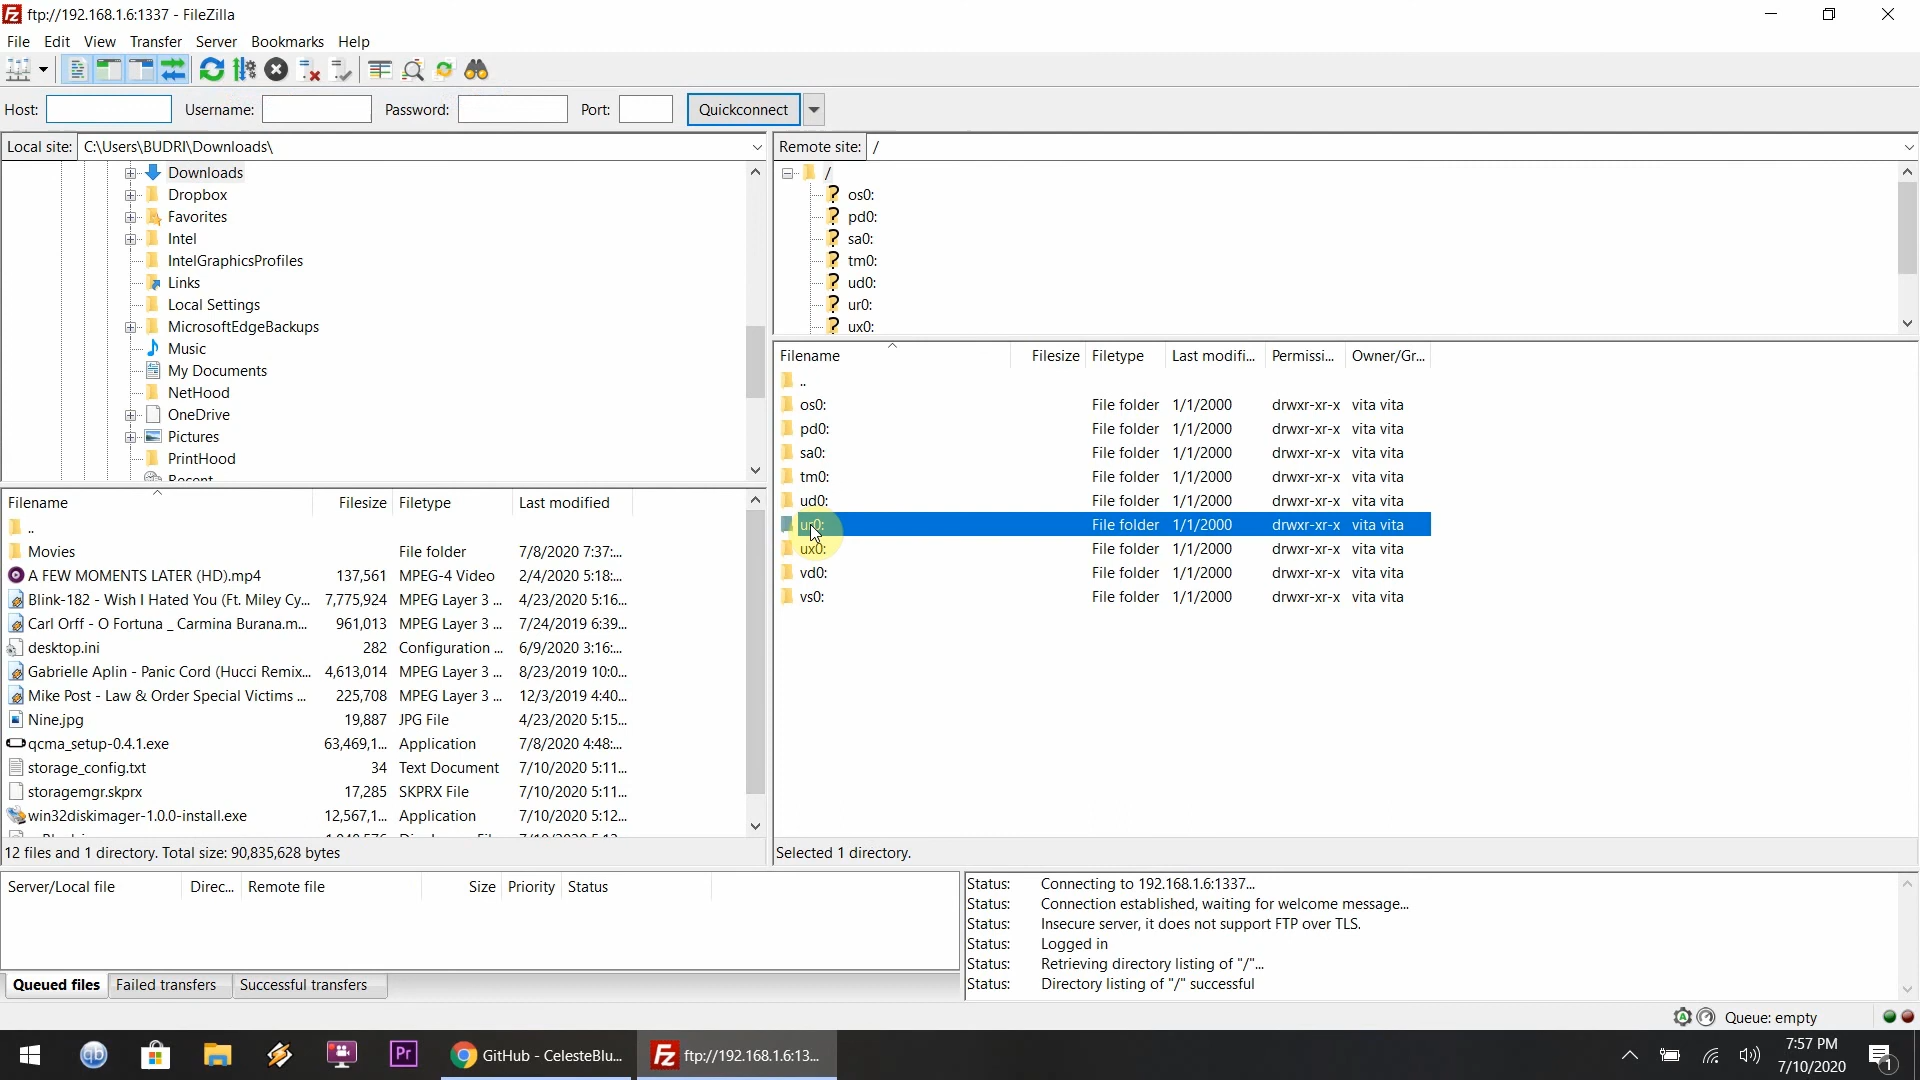 ftp://192.168.1.6:1337 - FileZilla
File Edit View Transfer Server Bookmarks Help
Host: Username: Password: Port: Quickconnect
Local site: C:\Users\BUDRI\Downloads\
Downloads
Dropbox
Favorites
Intel
IntelGraphicsProfiles
Links
Local Settings
MicrosoftEdgeBackups
Music
My Documents
NetHood
OneDrive
Pictures
PrintHood
Recent
Filename Filesize Filetype Last modified
..
Movies File folder 7/8/2020 7:37:...
A FEW MOMENTS LATER (HD).mp4 137,561 MPEG-4 Video 2/4/2020 5:18:...
Blink-182 - Wish I Hated You (Ft. Miley Cy... 7,775,924 MPEG Layer 3 ... 4/23/2020 5:16...
Carl Orff - O Fortuna _ Carmina Burana.m... 961,013 MPEG Layer 3 ... 7/24/2019 6:39...
desktop.ini 282 Configuration ... 6/9/2020 3:16:...
Gabrielle Aplin - Panic Cord (Hucci Remix... 4,613,014 MPEG Layer 3 ... 8/23/2019 10:0...
Mike Post - Law & Order Special Victims ... 225,708 MPEG Layer 3 ... 12/3/2019 4:40...
Nine.jpg 19,887 JPG File 4/23/2020 5:15...
qcma_setup-0.4.1.exe 63,469,1... Application 7/8/2020 4:48:...
storage_config.txt 34 Text Document 7/10/2020 5:11...
storagemgr.skprx 17,285 SKPRX File 7/10/2020 5:11...
win32diskimager-1.0.0-install.exe 12,567,1... Application 7/10/2020 5:12...
12 files and 1 directory. Total size: 90,835,628 bytes
Remote site: /
/
os0:
pd0:
sa0:
tm0:
ud0:
ur0:
ux0:
Filename Filesize Filetype Last modifi... Permissi... Owner/Gr...
..
os0: File folder 1/1/2000 drwxr-xr-x vita vita
pd0: File folder 1/1/2000 drwxr-xr-x vita vita
sa0: File folder 1/1/2000 drwxr-xr-x vita vita
tm0: File folder 1/1/2000 drwxr-xr-x vita vita
ud0: File folder 1/1/2000 drwxr-xr-x vita vita
ur0: File folder 1/1/2000 drwxr-xr-x vita vita
ux0: File folder 1/1/2000 drwxr-xr-x vita vita
vd0: File folder 1/1/2000 drwxr-xr-x vita vita
vs0: File folder 1/1/2000 drwxr-xr-x vita vita
Selected 1 directory.
Server/Local file Direc... Remote file Size Priority Status
Queued files Failed transfers Successful transfers
Status: Connecting to 192.168.1.6:1337...
Status: Connection established, waiting for welcome message...
Status: Insecure server, it does not support FTP over TLS.
Status: Logged in
Status: Retrieving directory listing of "/"...
Status: Directory listing of "/" successful
Queue: empty
qb
Pr
GitHub - CelesteBlu...
Fz ftp://192.168.1.6:13...
7:57 PM
7/10/2020
1